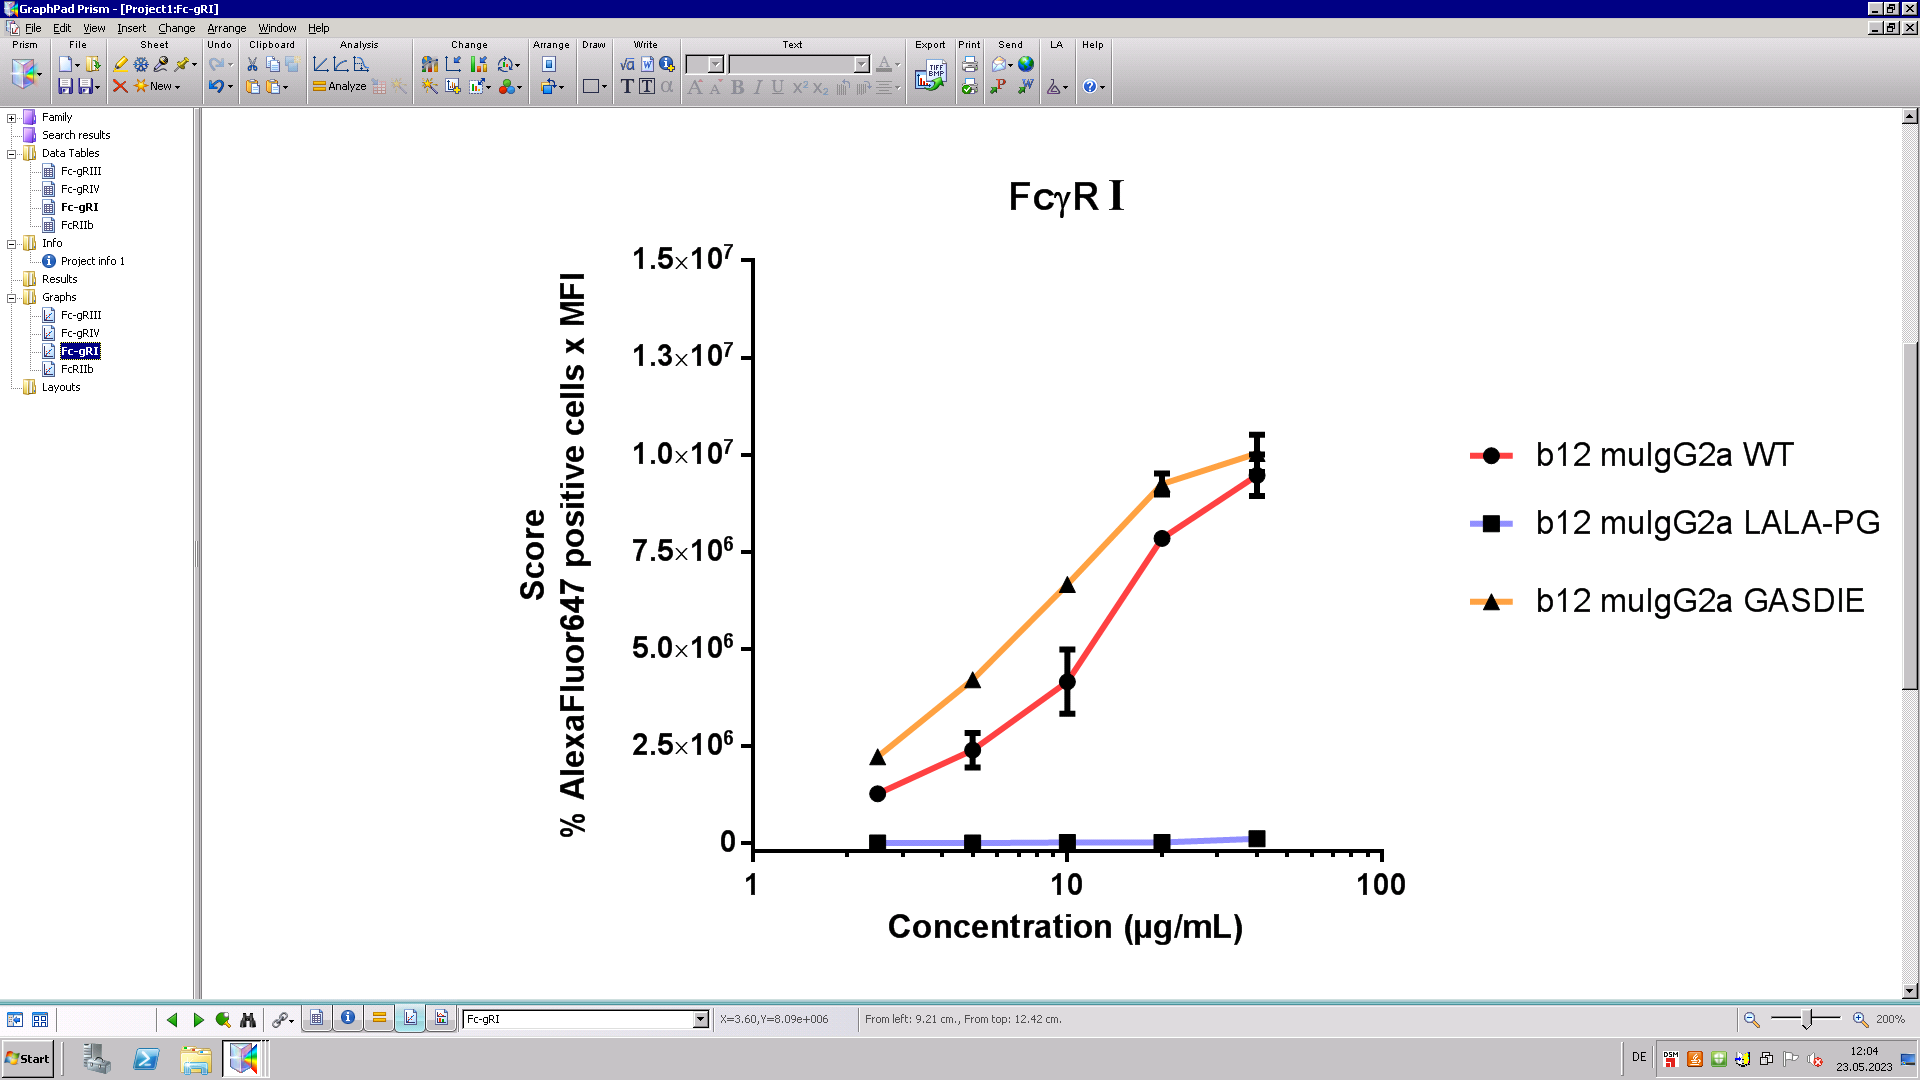 GraphPad Prism - [Project1:Fc-gRI]
File Edit View Insert Change Arrange Window Help
Prism File Sheet Undo Clipboard Analysis Change Arrange Draw Write Text Export Print Send LA Help
New
Analyze
Family
Search results
Data Tables
Fc-gRIII
Fc-gRIV
Fc-gRI
FcRIIb
Info
Project info 1
Results
Graphs
Fc-gRIII
Fc-gRIV
Fc-gRI
FcRIIb
Layouts
FcγR I
Score
% AlexaFluor647 positive cells x MFI
1.5×10⁷
1.3×10⁷
1.0×10⁷
7.5×10⁶
5.0×10⁶
2.5×10⁶
0
1 10 100
Concentration (µg/mL)
b12 muIgG2a WT
b12 muIgG2a LALA-PG
b12 muIgG2a GASDIE
Fc-gRI
X=3.60,Y=8.09e+006
From left: 9.21 cm., From top: 12.42 cm.
200%
Start
DE
12:04
23.05.2023